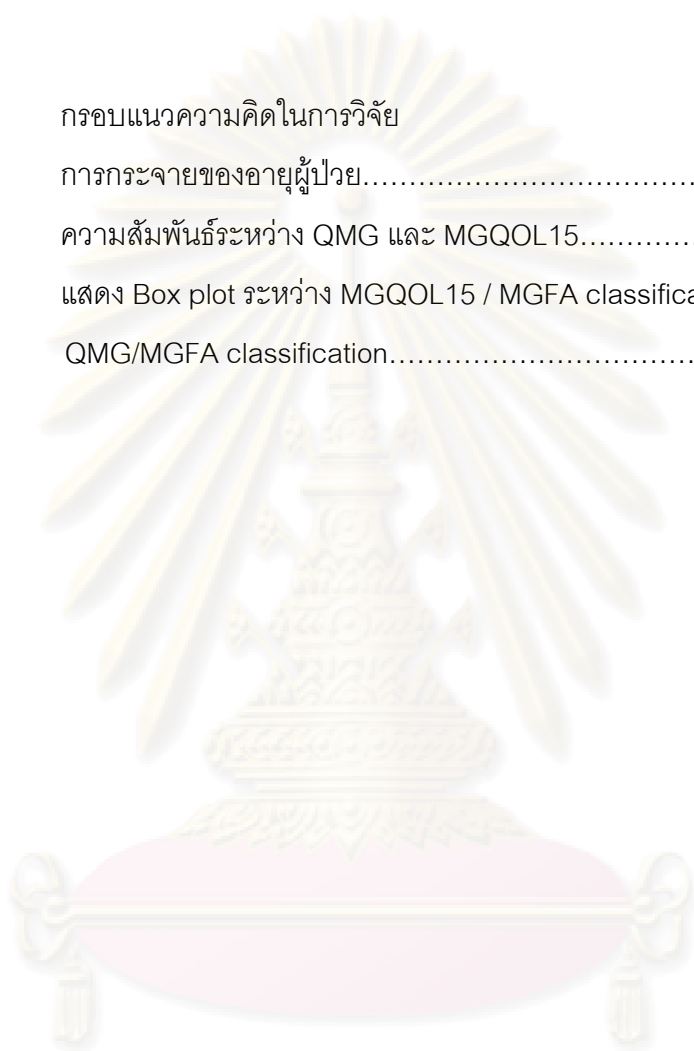 กรอบแนวความคิดในการวิจัย
การกระจายของอายุผู้ป่วย……………………………….
ความสัมพันธ์ระหว่าง QMG และ MGQOL15…………..
แสดง Box plot ระหว่าง MGQOL15 / MGFA classifica
QMG/MGFA classification……………………………..